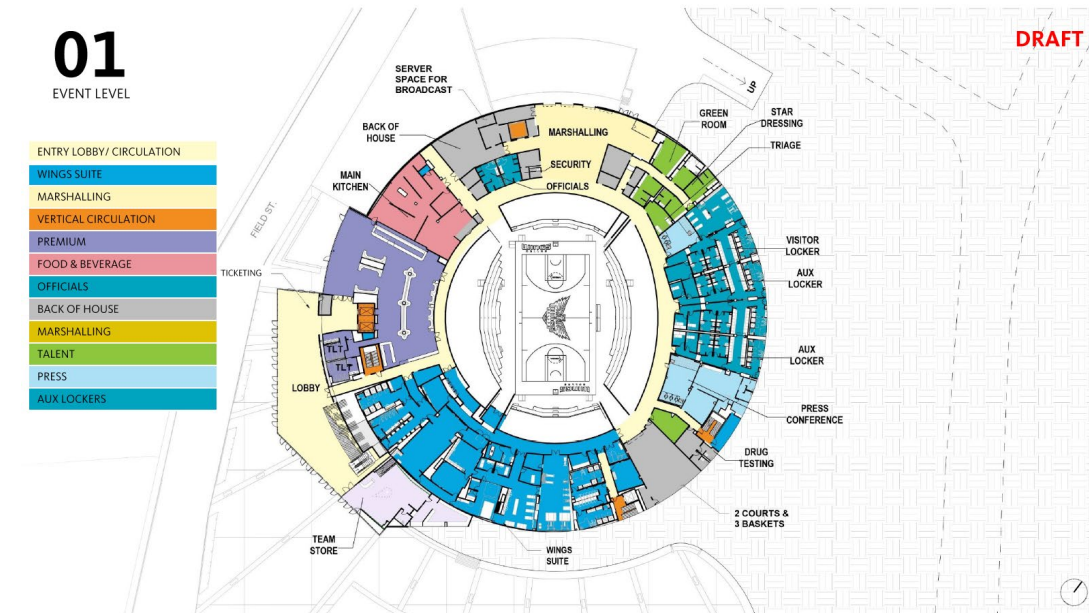 01
EVENT LEVEL
DRAFT
ENTRY LOBBY/ CIRCULATION
WINGS SUITE
MARSHALLING
VERTICAL CIRCULATION
PREMIUM
FOOD & BEVERAGE
OFFICIALS
BACK OF HOUSE
MARSHALLING
TALENT
PRESS
AUX LOCKERS
SERVER
SPACE FOR
BROADCAST
BACK OF
HOUSE
MAIN
KITCHEN
FIELD ST.
TICKETING
LOBBY
TLT
TLT
TEAM
STORE
WINGS
SUITE
MARSHALLING
SECURITY
OFFICIALS
UP
GREEN
ROOM
STAR
DRESSING
TRIAGE
VISITOR
LOCKER
AUX
LOCKER
AUX
LOCKER
PRESS
CONFERENCE
DRUG
TESTING
2 COURTS &
3 BASKETS